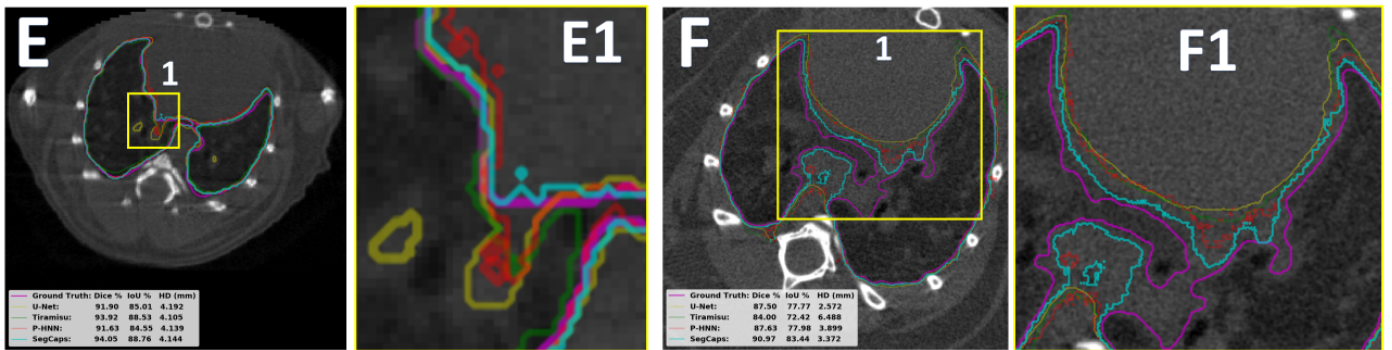 E
1
Ground Truth: Dice % IoU % HD (mm)
U-Net: 91.90 85.01 4.192
Tiramisu: 93.92 88.53 4.105
P-HNN: 91.63 84.55 4.139
SegCaps: 94.05 88.76 4.144
E1
F
1
Ground Truth: Dice % IoU % HD (mm)
U-Net: 87.50 77.77 2.572
Tiramisu: 84.00 72.42 6.488
P-HNN: 87.63 77.98 3.899
SegCaps: 90.97 83.44 3.372
F1